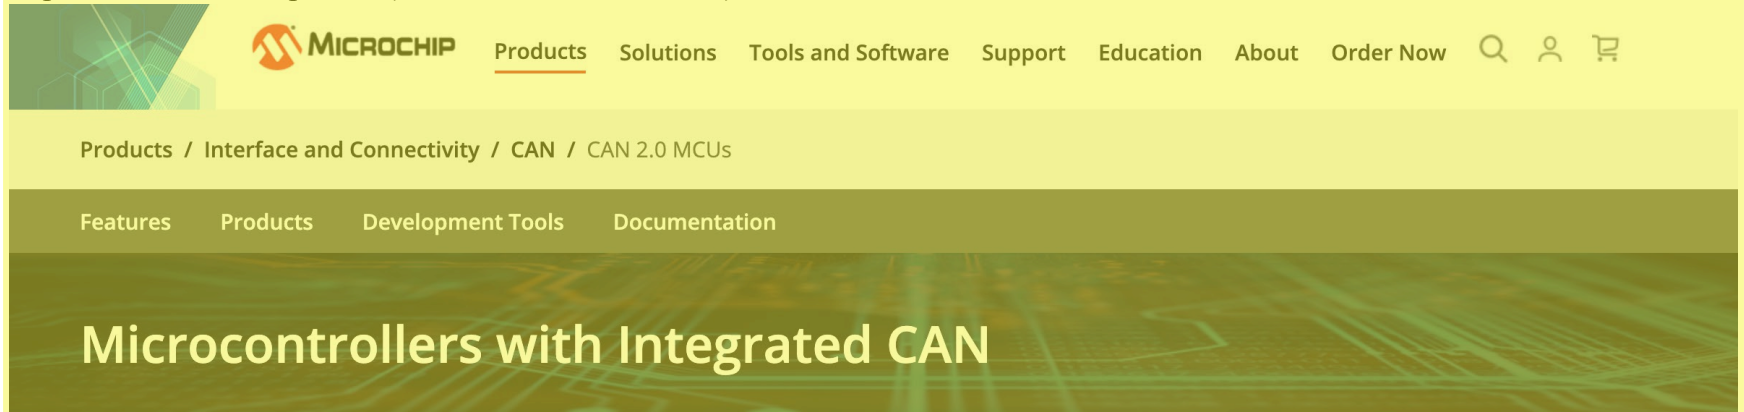 MICROCHIP Products Solutions Tools and Software Support Education About Order Now
Products / Interface and Connectivity / CAN / CAN 2.0 MCUs
Features Products Development Tools Documentation
Microcontrollers with Integrated CAN